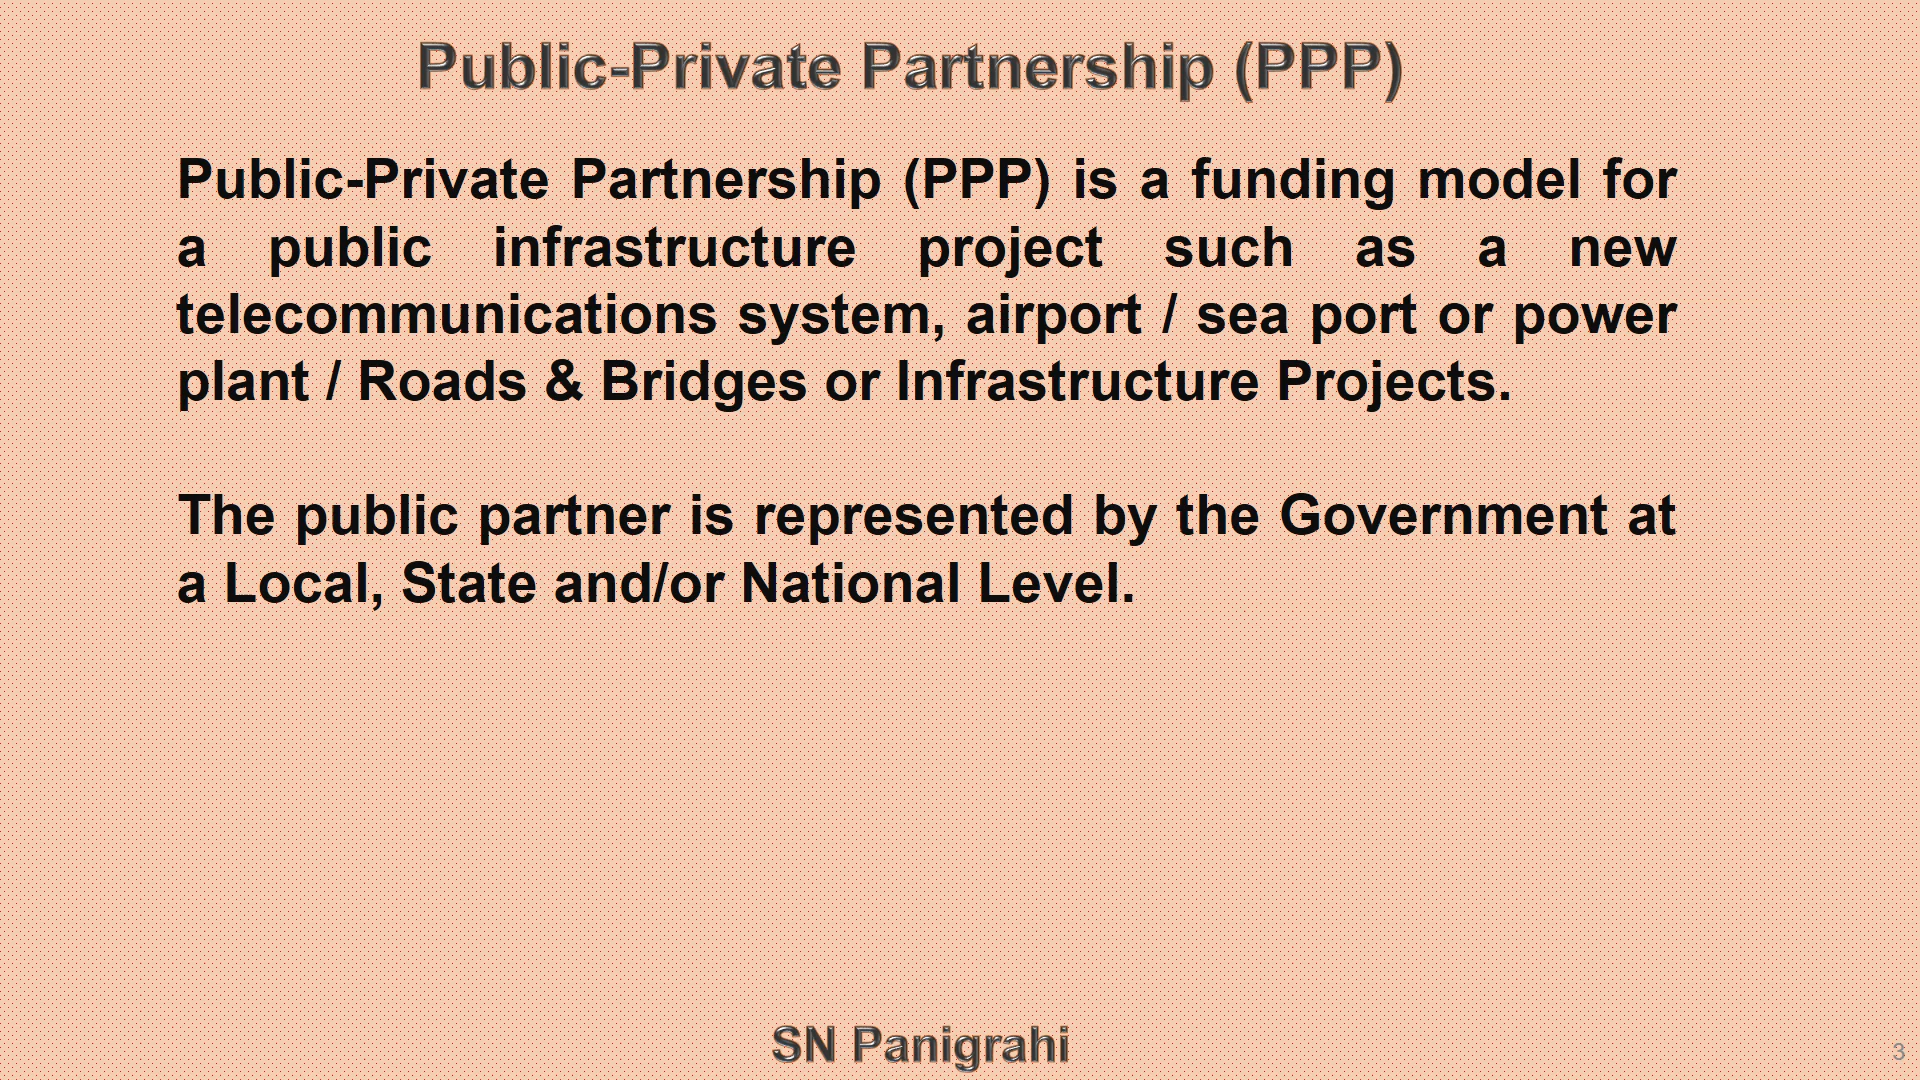 Public-Private Partnership (PPP)
Public-Private Partnership (PPP) is a funding model for
a public infrastructure project such as a new
telecommunications system, airport / sea port or power
plant / Roads & Bridges or Infrastructure Projects.
The public partner is represented by the Government at
a Local, State and/or National Level.
SN Panigrahi
3